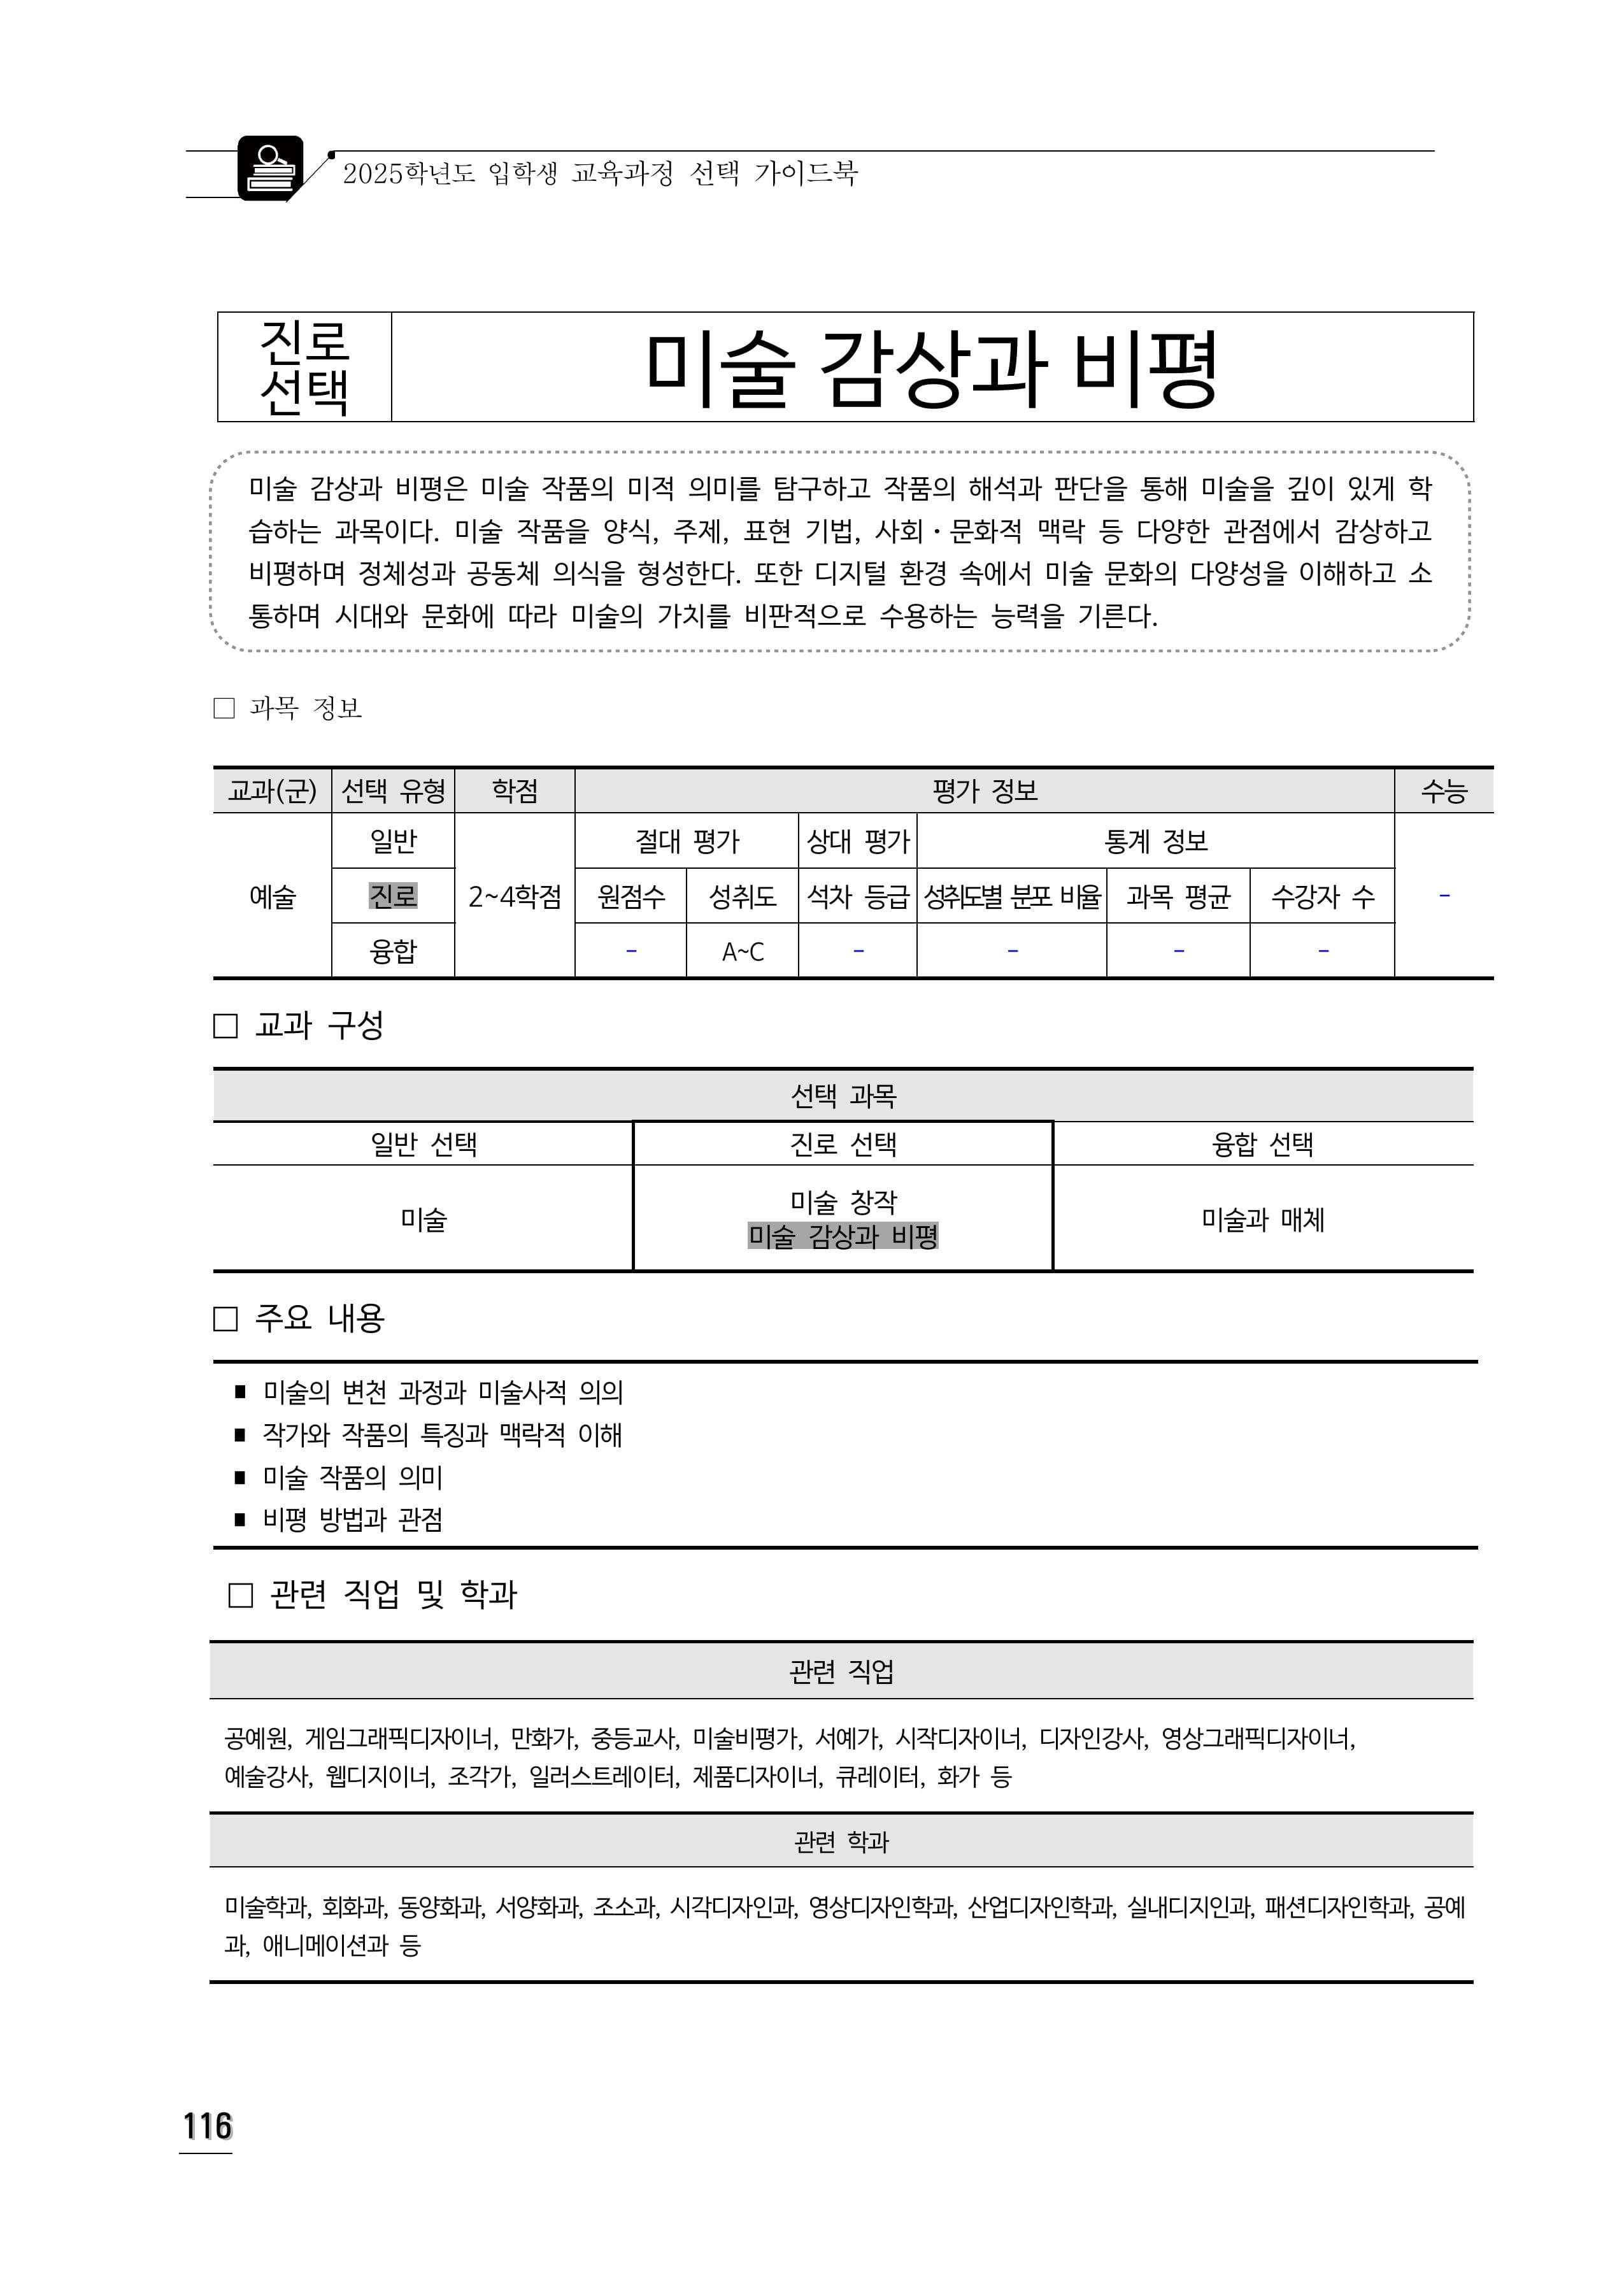 2025학년도 입학생 교육과정 선택 가이드북
진로
선택
미술 감상과 비평
미술 감상과 비평은 미술 작품의 미적 의미를 탐구하고 작품의 해석과 판단을 통해 미술을 깊이 있게 학
습하는 과목이다. 미술 작품을 양식, 주제, 표현 기법, 사회·문화적 맥락 등 다양한 관점에서 감상하고
비평하며 정체성과 공동체 의식을 형성한다. 또한 디지털 환경 속에서 미술 문화의 다양성을 이해하고 소
통하며 시대와 문화에 따라 미술의 가치를 비판적으로 수용하는 능력을 기른다.
□ 과목 정보
교과(군) 선택 유형 학점 평가 정보 수능
일반 절대 평가 상대 평가 통계 정보
예술 진로 2~4학점 원점수 성취도 석차 등급 성취도별 분포 비율 과목 평균 수강자 수 -
융합 - A~C - - - -
□ 교과 구성
선택 과목
일반 선택 진로 선택 융합 선택
미술 미술 창작 미술과 매체
미술 감상과 비평
□ 주요 내용
■ 미술의 변천 과정과 미술사적 의의
■ 작가와 작품의 특징과 맥락적 이해
■ 미술 작품의 의미
■ 비평 방법과 관점
□ 관련 직업 및 학과
관련 직업
공예원, 게임그래픽디자이너, 만화가, 중등교사, 미술비평가, 서예가, 시작디자이너, 디자인강사, 영상그래픽디자이너,
예술강사, 웹디지이너, 조각가, 일러스트레이터, 제품디자이너, 큐레이터, 화가 등
관련 학과
미술학과, 회화과, 동양화과, 서양화과, 조소과, 시각디자인과, 영상디자인학과, 산업디자인학과, 실내디지인과, 패션디자인학과, 공예
과, 애니메이션과 등
116